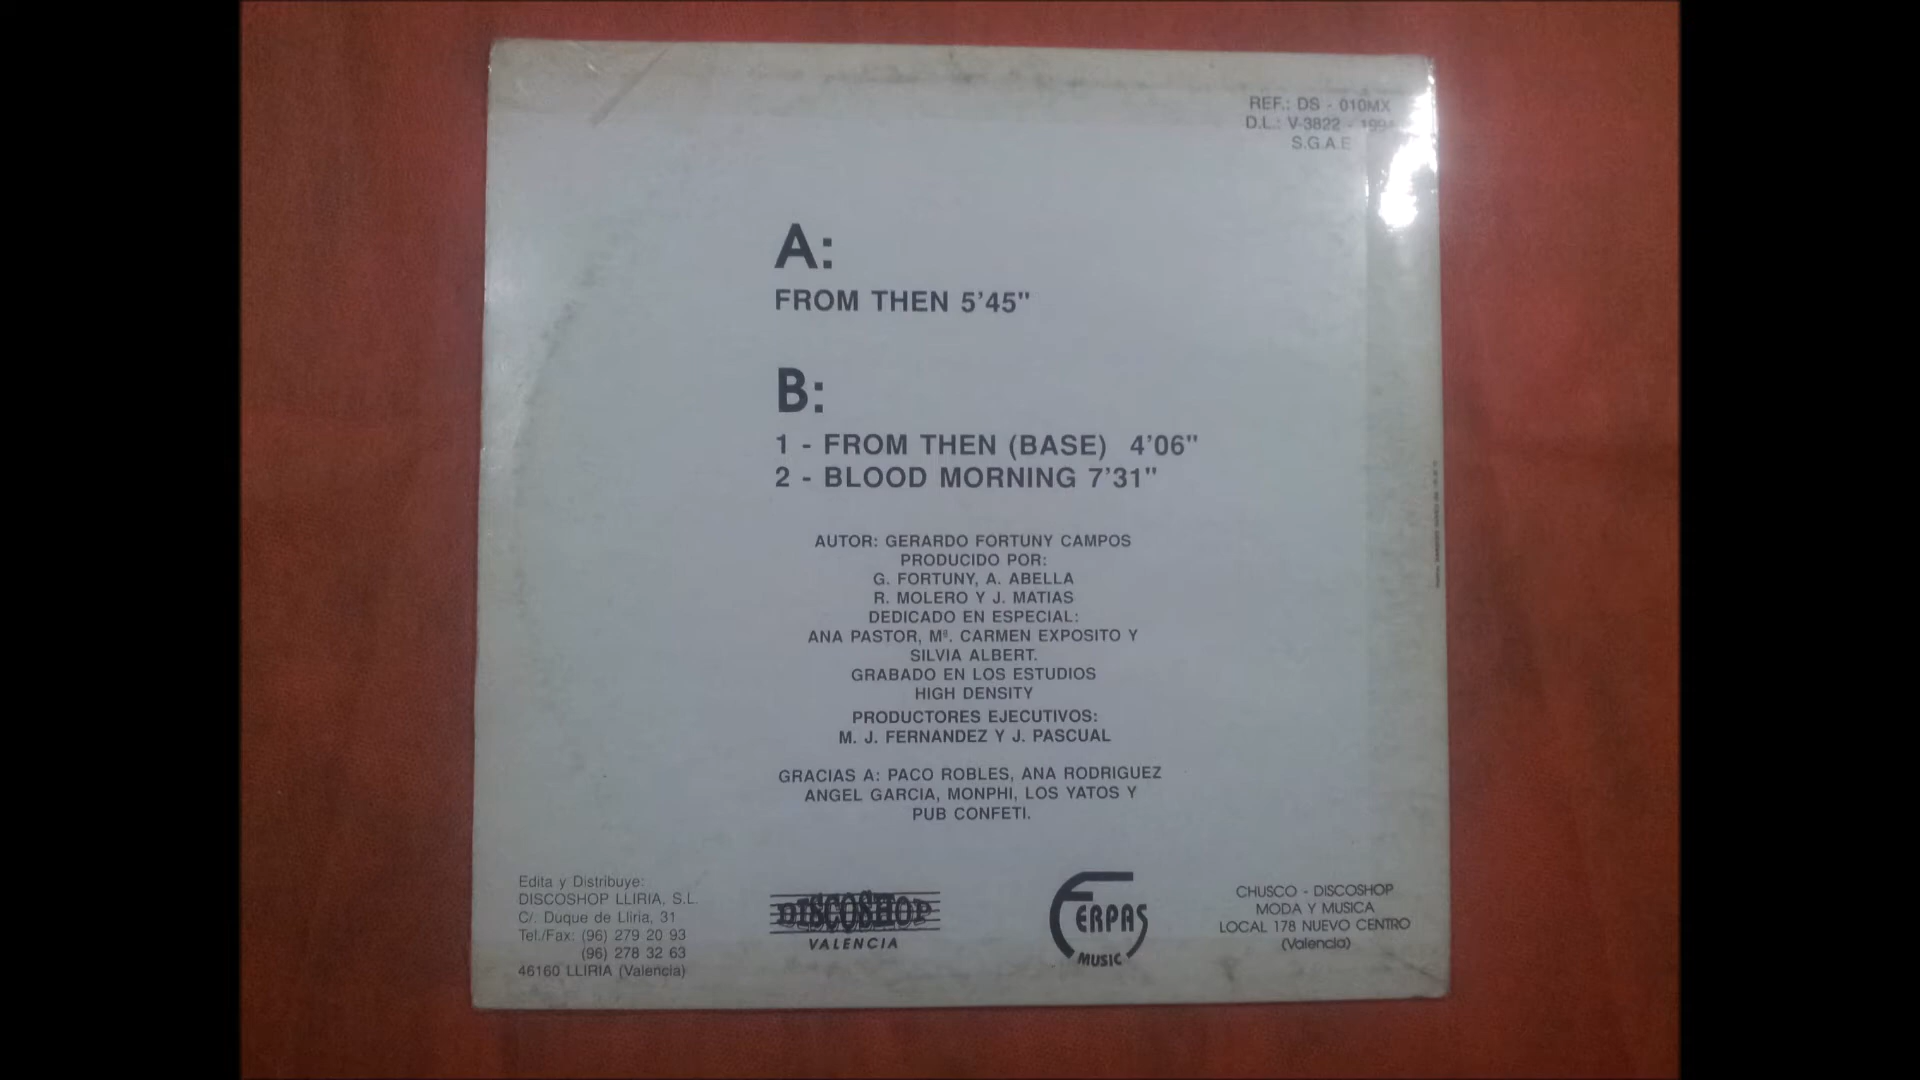 REF.: DS - 010MX
D.L.: V-3822 - 1994
S.G.A.E
A:
FROM THEN 5'45"
B:
1 - FROM THEN (BASE) 4'06"
2 - BLOOD MORNING 7'31"
AUTOR: GERARDO FORTUNY CAMPOS
PRODUCIDO POR:
G. FORTUNY, A. ABELLA
R. MOLERO Y J. MATIAS
DEDICADO EN ESPECIAL:
ANA PASTOR, Mª. CARMEN EXPOSITO Y
SILVIA ALBERT.
GRABADO EN LOS ESTUDIOS
HIGH DENSITY
PRODUCTORES EJECUTIVOS:
M. J. FERNANDEZ Y J. PASCUAL
GRACIAS A: PACO ROBLES, ANA RODRIGUEZ
ANGEL GARCIA, MONPHI, LOS YATOS Y
PUB CONFETI.
Edita y Distribuye:
DISCOSHOP LLIRIA, S.L.
C/. Duque de Lliria, 31
Tel./Fax: (96) 279 20 93
(96) 278 32 63
46160 LLIRIA (Valencia)
DISCOSHOP
VALENCIA
FERPAS
MUSIC
CHUSCO - DISCOSHOP
MODA Y MUSICA
LOCAL 178 NUEVO CENTRO
(Valencia)